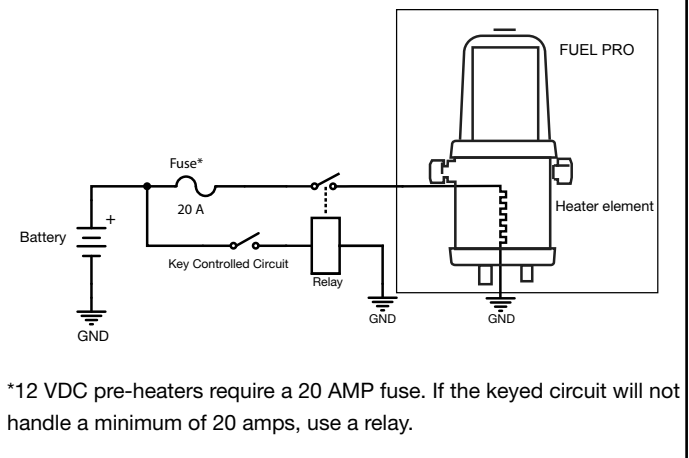 FUEL PRO
Fuse*
20 A
+
Battery
Key Controlled Circuit
Relay
Heater element
GND
GND
GND
*12 VDC pre-heaters require a 20 AMP fuse. If the keyed circuit will not
handle a minimum of 20 amps, use a relay.